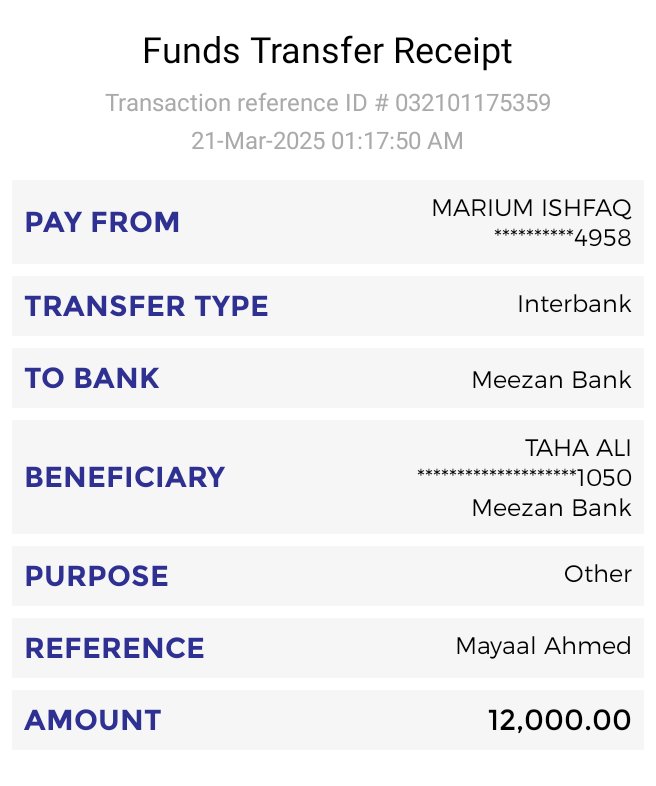 Funds Transfer Receipt
Transaction reference ID # 032101175359
21-Mar-2025 01:17:50 AM
PAY FROM
MARIUM ISHFAQ
**********4958
TRANSFER TYPE
Interbank
TO BANK
Meezan Bank
BENEFICIARY
TAHA ALI
********************1050
Meezan Bank
PURPOSE
Other
REFERENCE
Mayaal Ahmed
AMOUNT
12,000.00